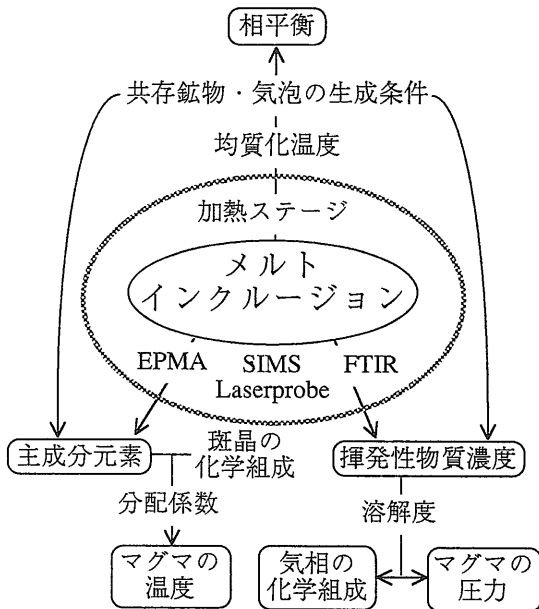 相平衡
共存鉱物・気泡の生成条件
均質化温度
加熱ステージ
メルト
インクルージョン
EPMA
SIMS
FTIR
Laserprobe
主成分元素
斑晶の
化学組成
揮発性物質濃度
分配係数
溶解度
マグマの
温度
気相の
化学組成
マグマの
圧力